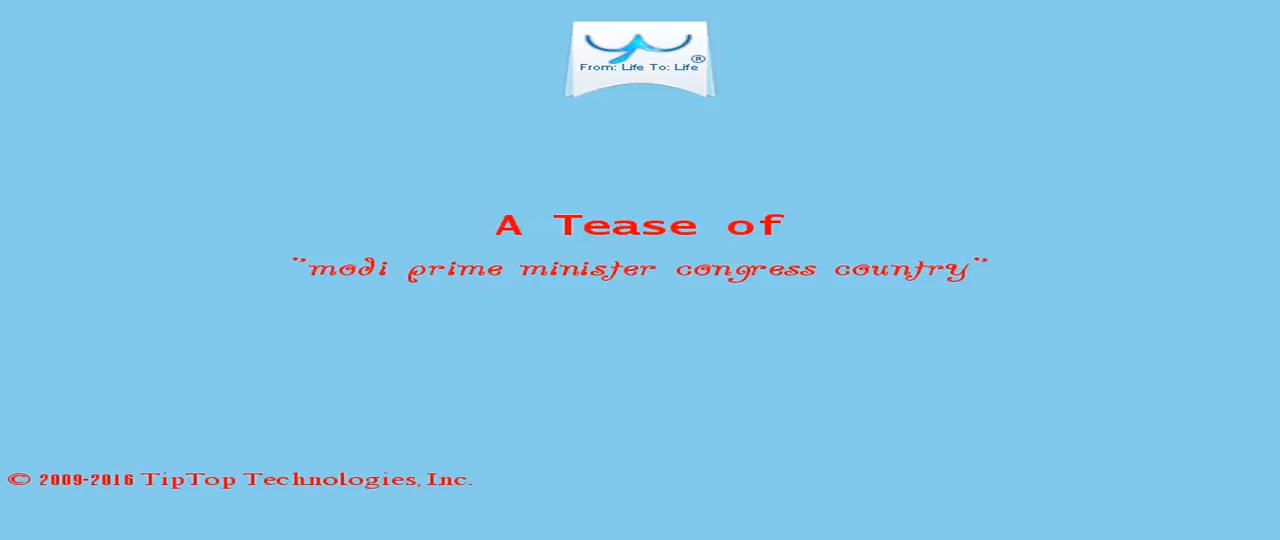 From: Life To: Life ®
A Tease of
"modi prime minister congress country"
© 2009-2016 TipTop Technologies, Inc.